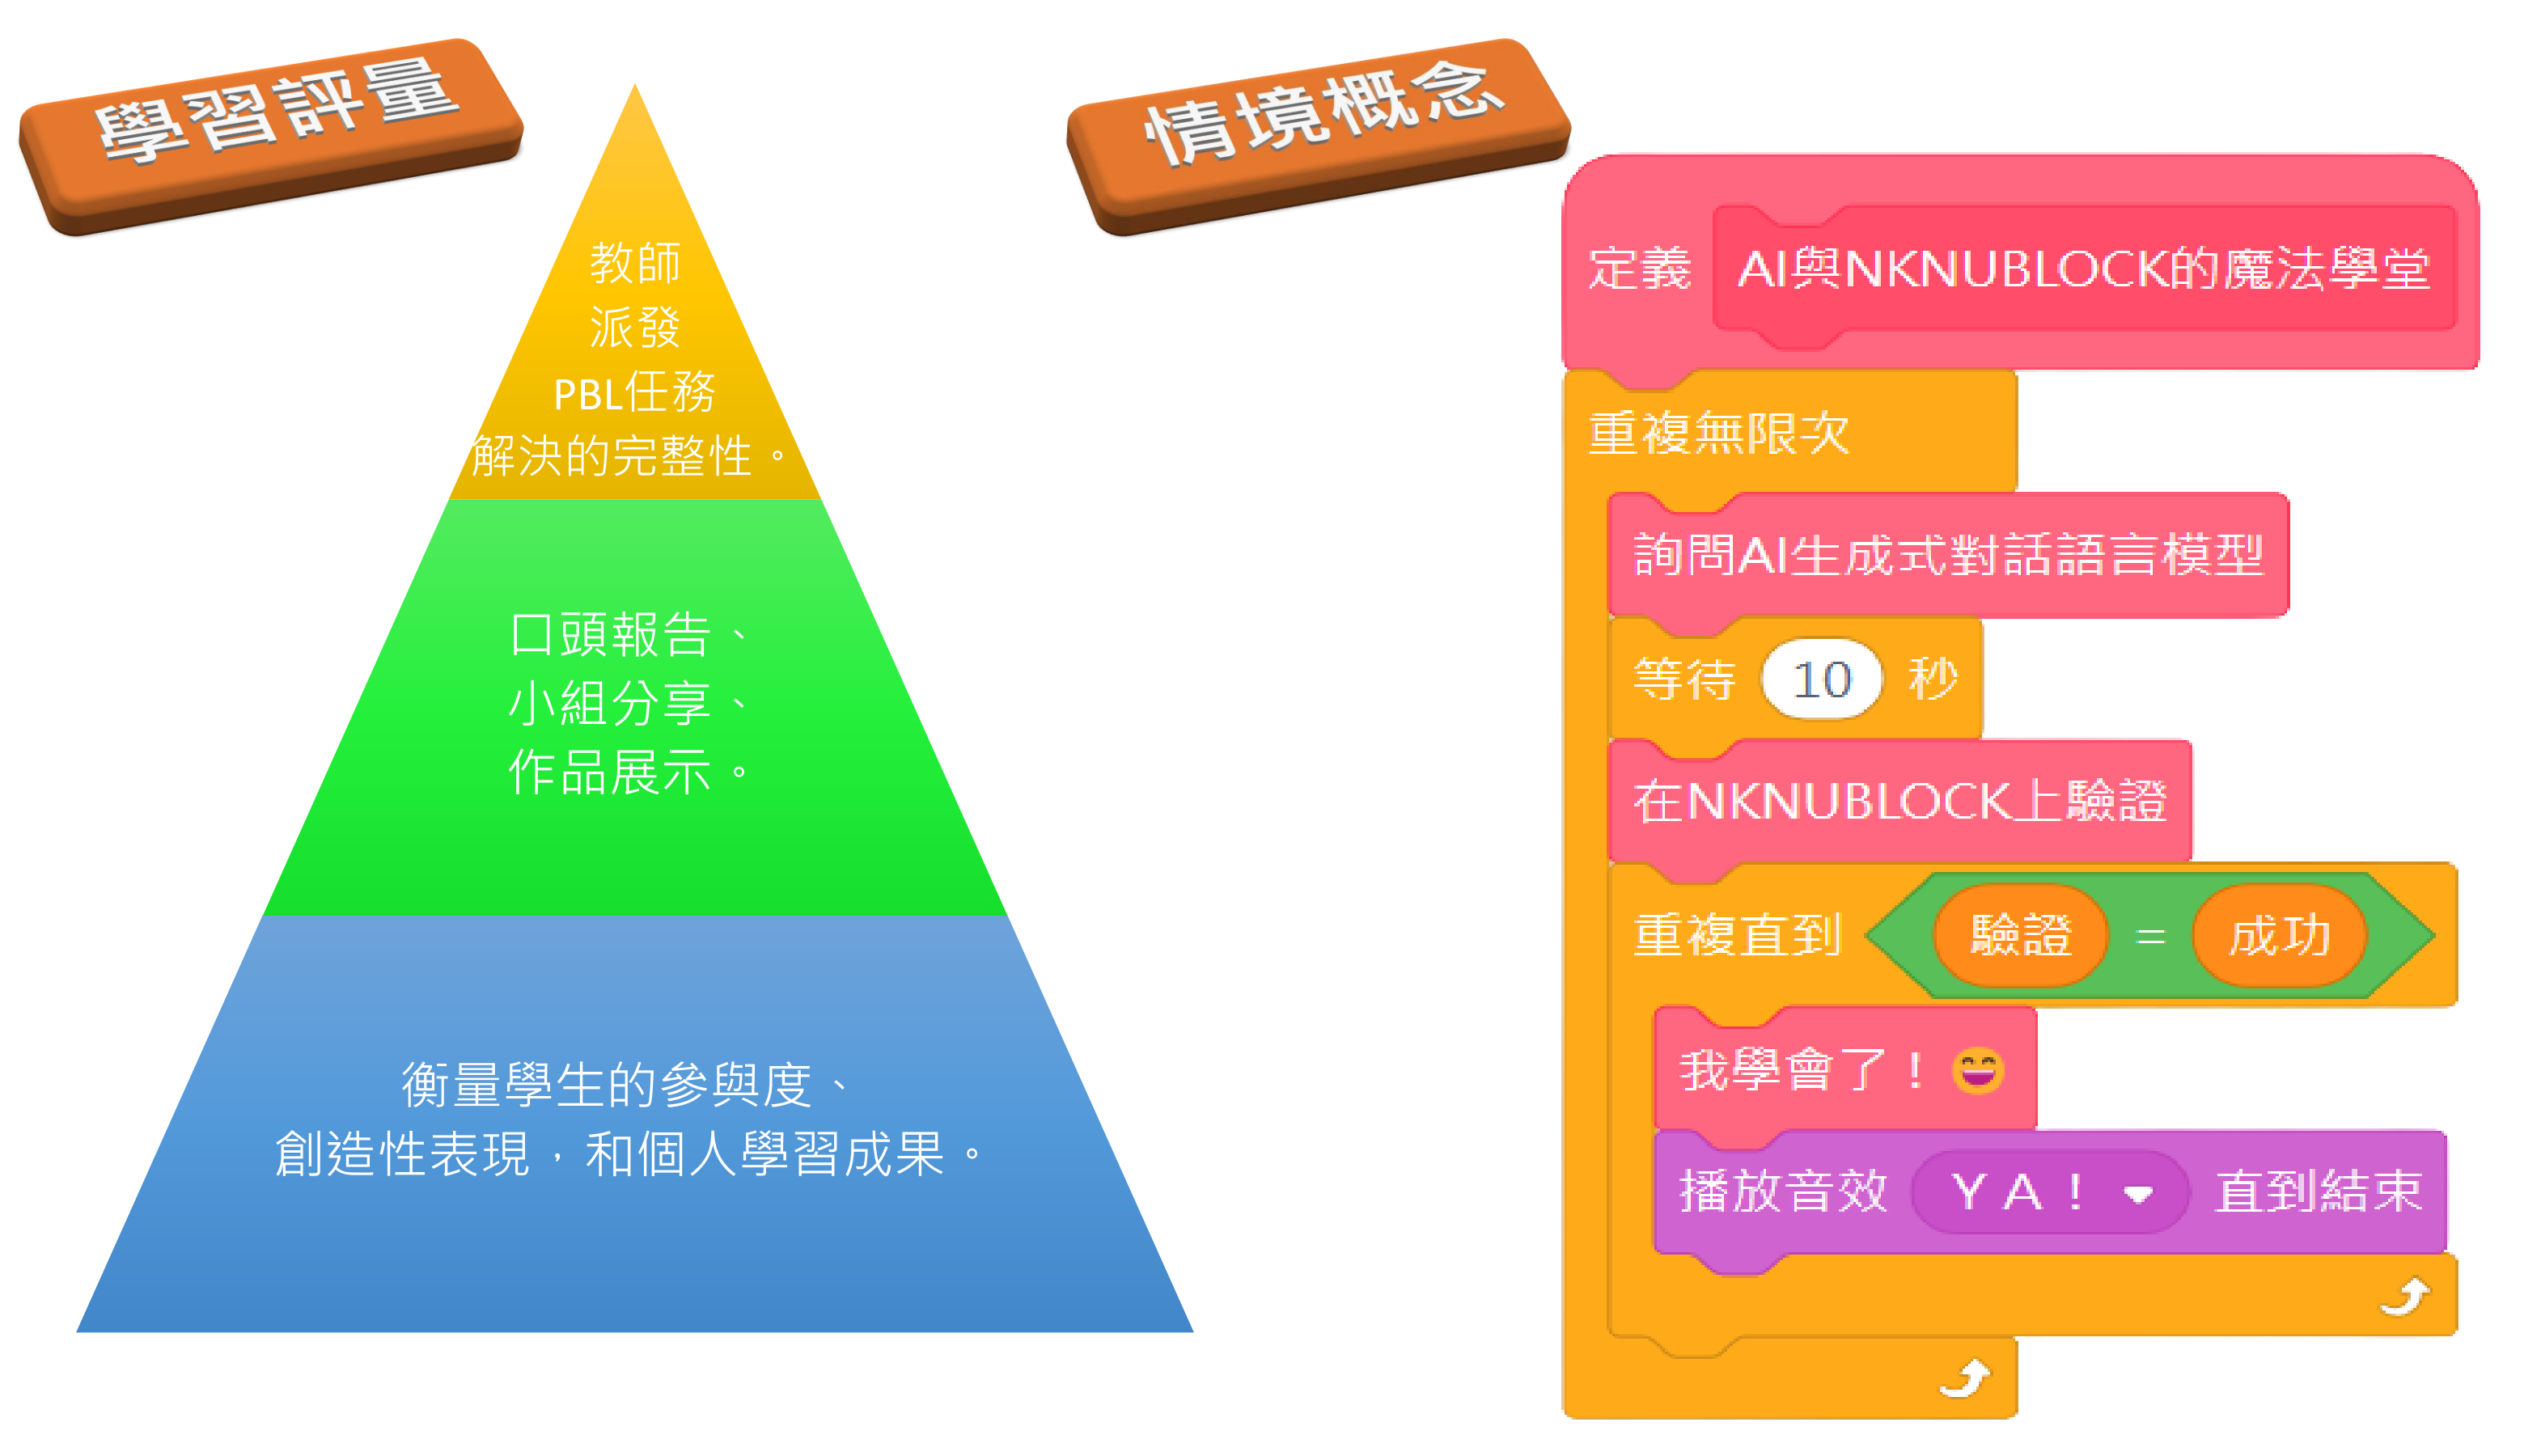 學習評量
教師
派發
PBL任務
解決的完整性。
口頭報告、
小組分享、
作品展示。
衡量學生的參與度、
創造性表現，和個人學習成果。
情境概念
定義 AI與NKNUBLOCK的魔法學堂
重複無限次
詢問AI生成式對話語言模型
等待 10 秒
在NKNUBLOCK上驗證
重複直到 驗證 = 成功
我學會了！😄
播放音效 ＹＡ！ 直到結束